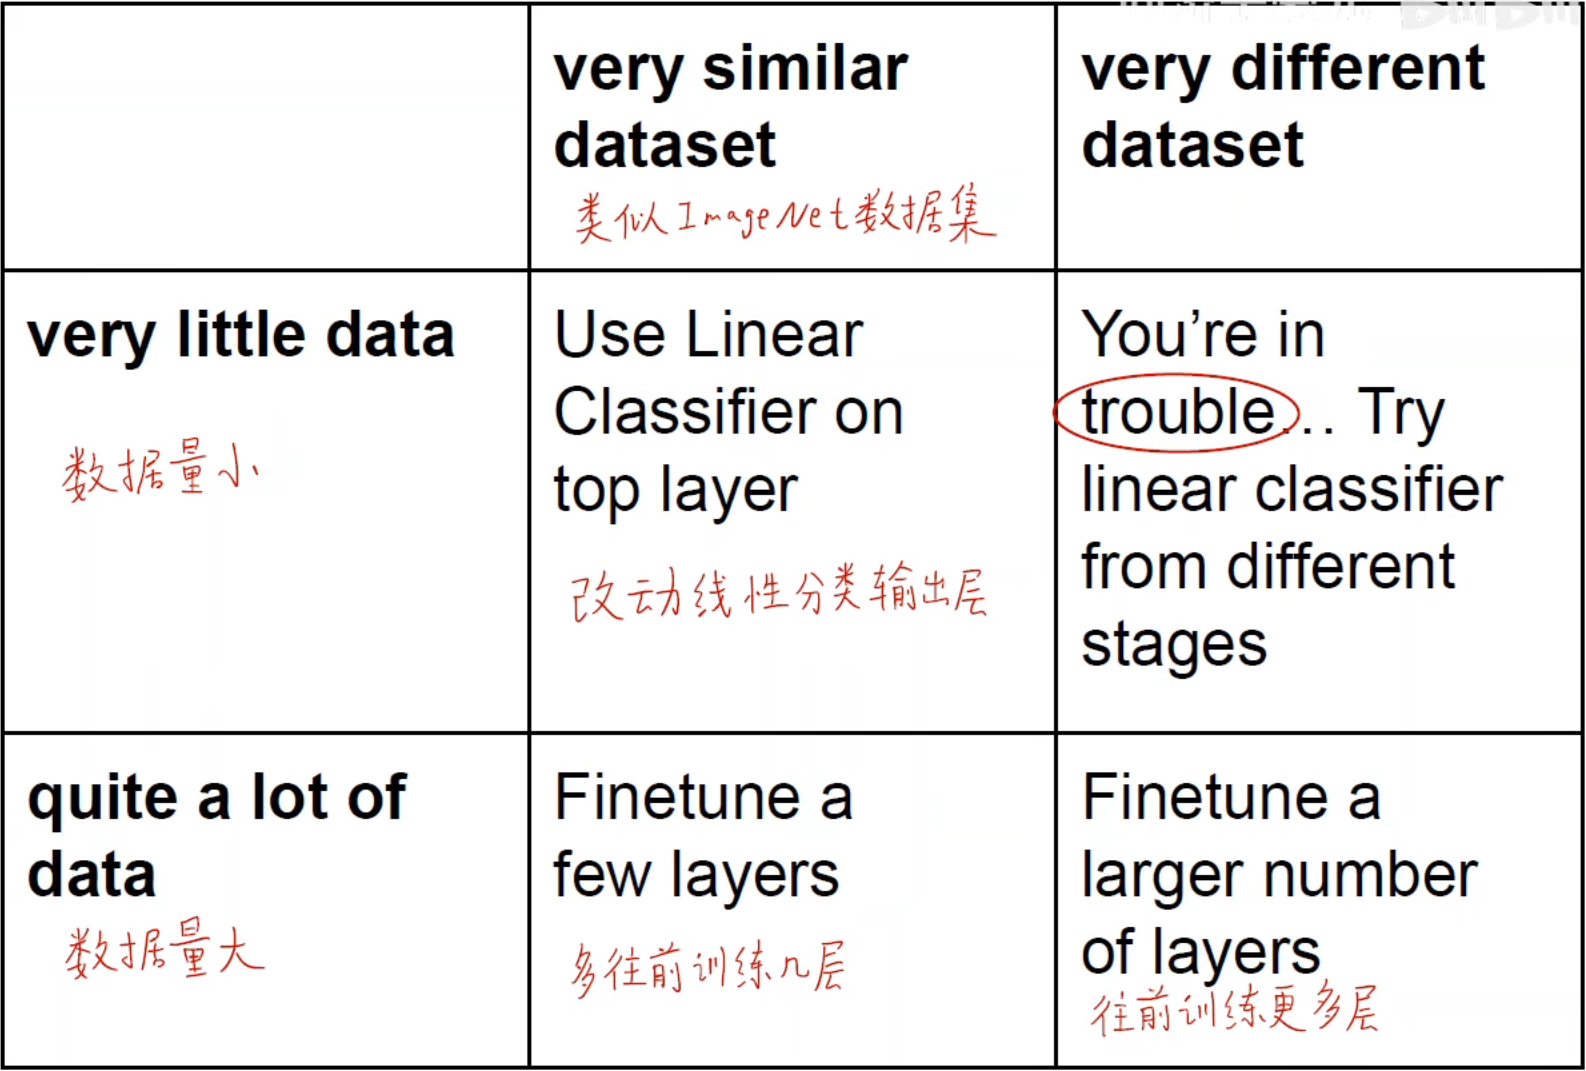 very similar
dataset
类似ImageNet数据集
very different
dataset
very little data
数据量小
Use Linear
Classifier on
top layer
改动线性分类输出层
You’re in
trouble... Try
linear classifier
from different
stages
quite a lot of
data
数据量大
Finetune a
few layers
多往前训练几层
Finetune a
larger number
of layers
往前训练更多层